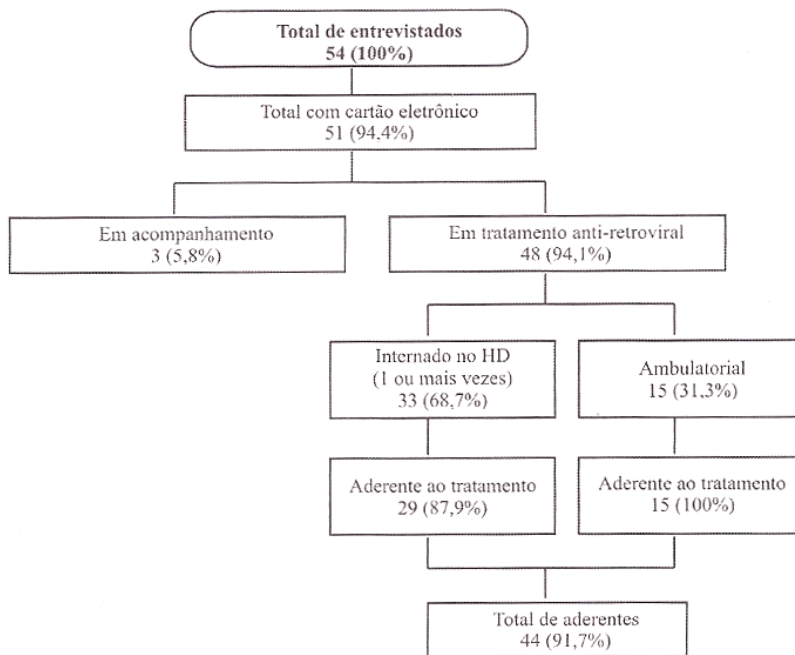 Total de entrevistados
54 (100%)
Total com cartão eletrônico
51 (94,4%)
Em acompanhamento
3 (5,8%)
Em tratamento anti-retroviral
48 (94,1%)
Internado no HD
(1 ou mais vezes)
33 (68,7%)
Ambulatorial
15 (31,3%)
Aderente ao tratamento
29 (87,9%)
Aderente ao tratamento
15 (100%)
Total de aderentes
44 (91,7%)